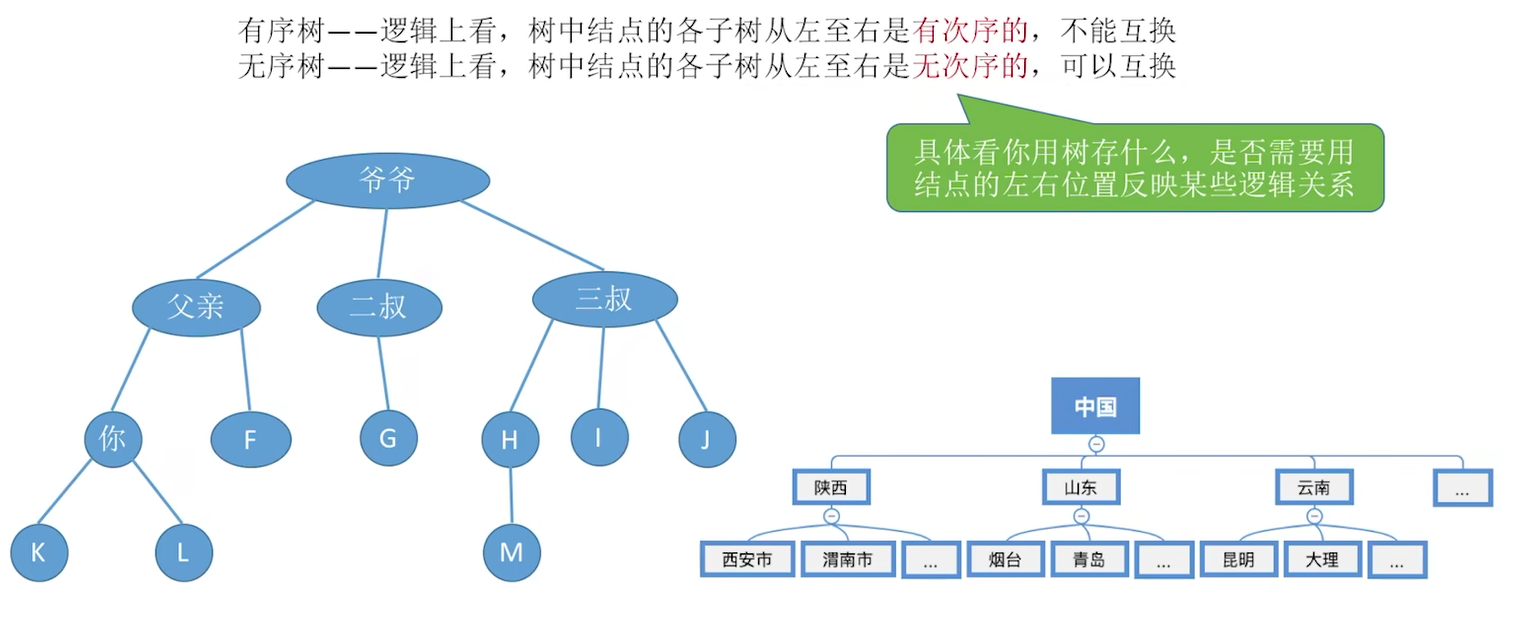 有序树——逻辑上看，树中结点的各子树从左至右是有次序的，不能互换
无序树——逻辑上看，树中结点的各子树从左至右是无次序的，可以互换
具体看你用树存什么，是否需要用
结点的左右位置反映某些逻辑关系
爷爷
父亲
二叔
三叔
你
F
G
H
I
J
K
L
M
中国
陕西
山东
云南
...
西安市
渭南市
...
烟台
青岛
...
昆明
大理
...